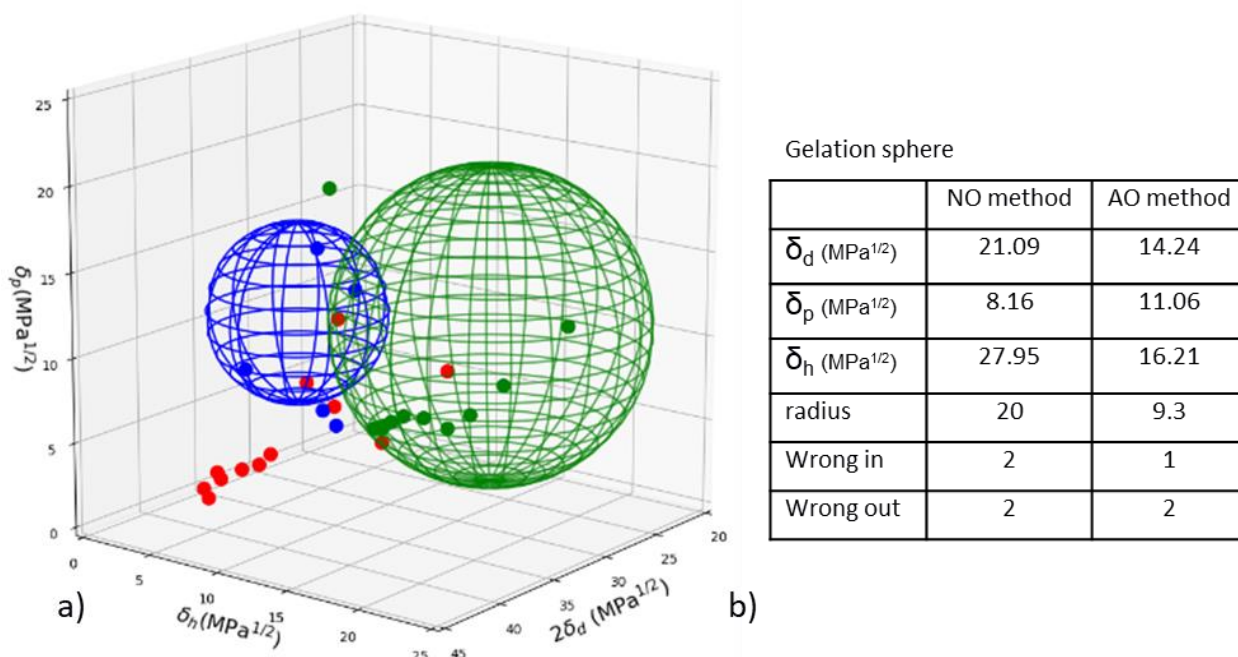 25
20
15
10
5
0
δp(MPa1/2)
0
5
10
15
20
25
δh(MPa1/2)
45
40
35
30
25
20
2δd (MPa1/2)
a)
b)
Gelation sphere
NO method AO method
δd (MPa1/2) 21.09 14.24
δp (MPa1/2) 8.16 11.06
δh (MPa1/2) 27.95 16.21
radius 20 9.3
Wrong in 2 1
Wrong out 2 2